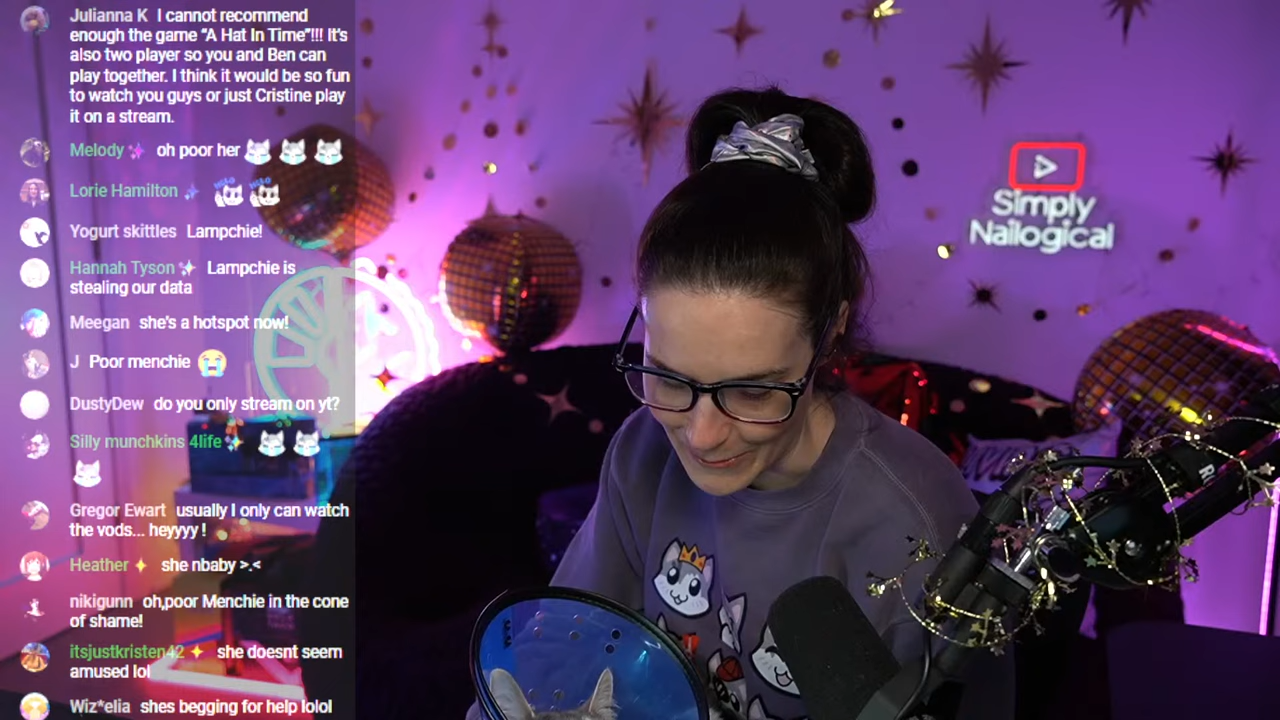 Julianna K I cannot recommend
enough the game “A Hat In Time”!!! It's
also two player so you and Ben can
play together. I think it would be so fun
to watch you guys or just Cristine play
it on a stream.
Melody oh poor her
Lorie Hamilton
Yogurt skittles Lampchie!
Hannah Tyson Lampchie is
stealing our data
Meegan she's a hotspot now!
J Poor menchie
DustyDew do you only stream on yt?
Silly munchkins 4life
Gregor Ewart usually I only can watch
the vods... heyyyy !
Heather she nbaby >.<
nikigunn oh,poor Menchie in the cone
of shame!
itsjustkristen42 she doesnt seem
amused lol
Wiz*elia shes begging for help lolol
Simply
Nailogical